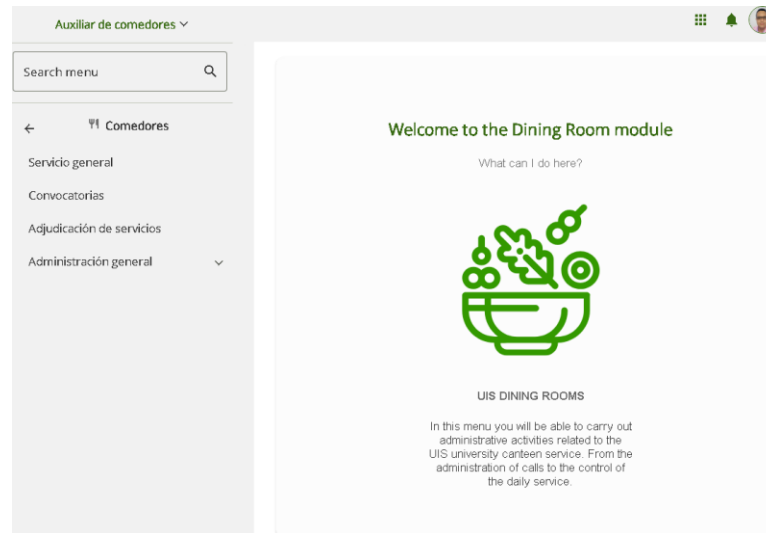 Auxiliar de comedores
Search menu
Comedores
Servicio general
Convocatorias
Adjudicación de servicios
Administración general
Welcome to the Dining Room module
What can I do here?
UIS DINING ROOMS
In this menu you will be able to carry out
administrative activities related to the
UIS university canteen service. From the
administration of calls to the control of
the daily service.